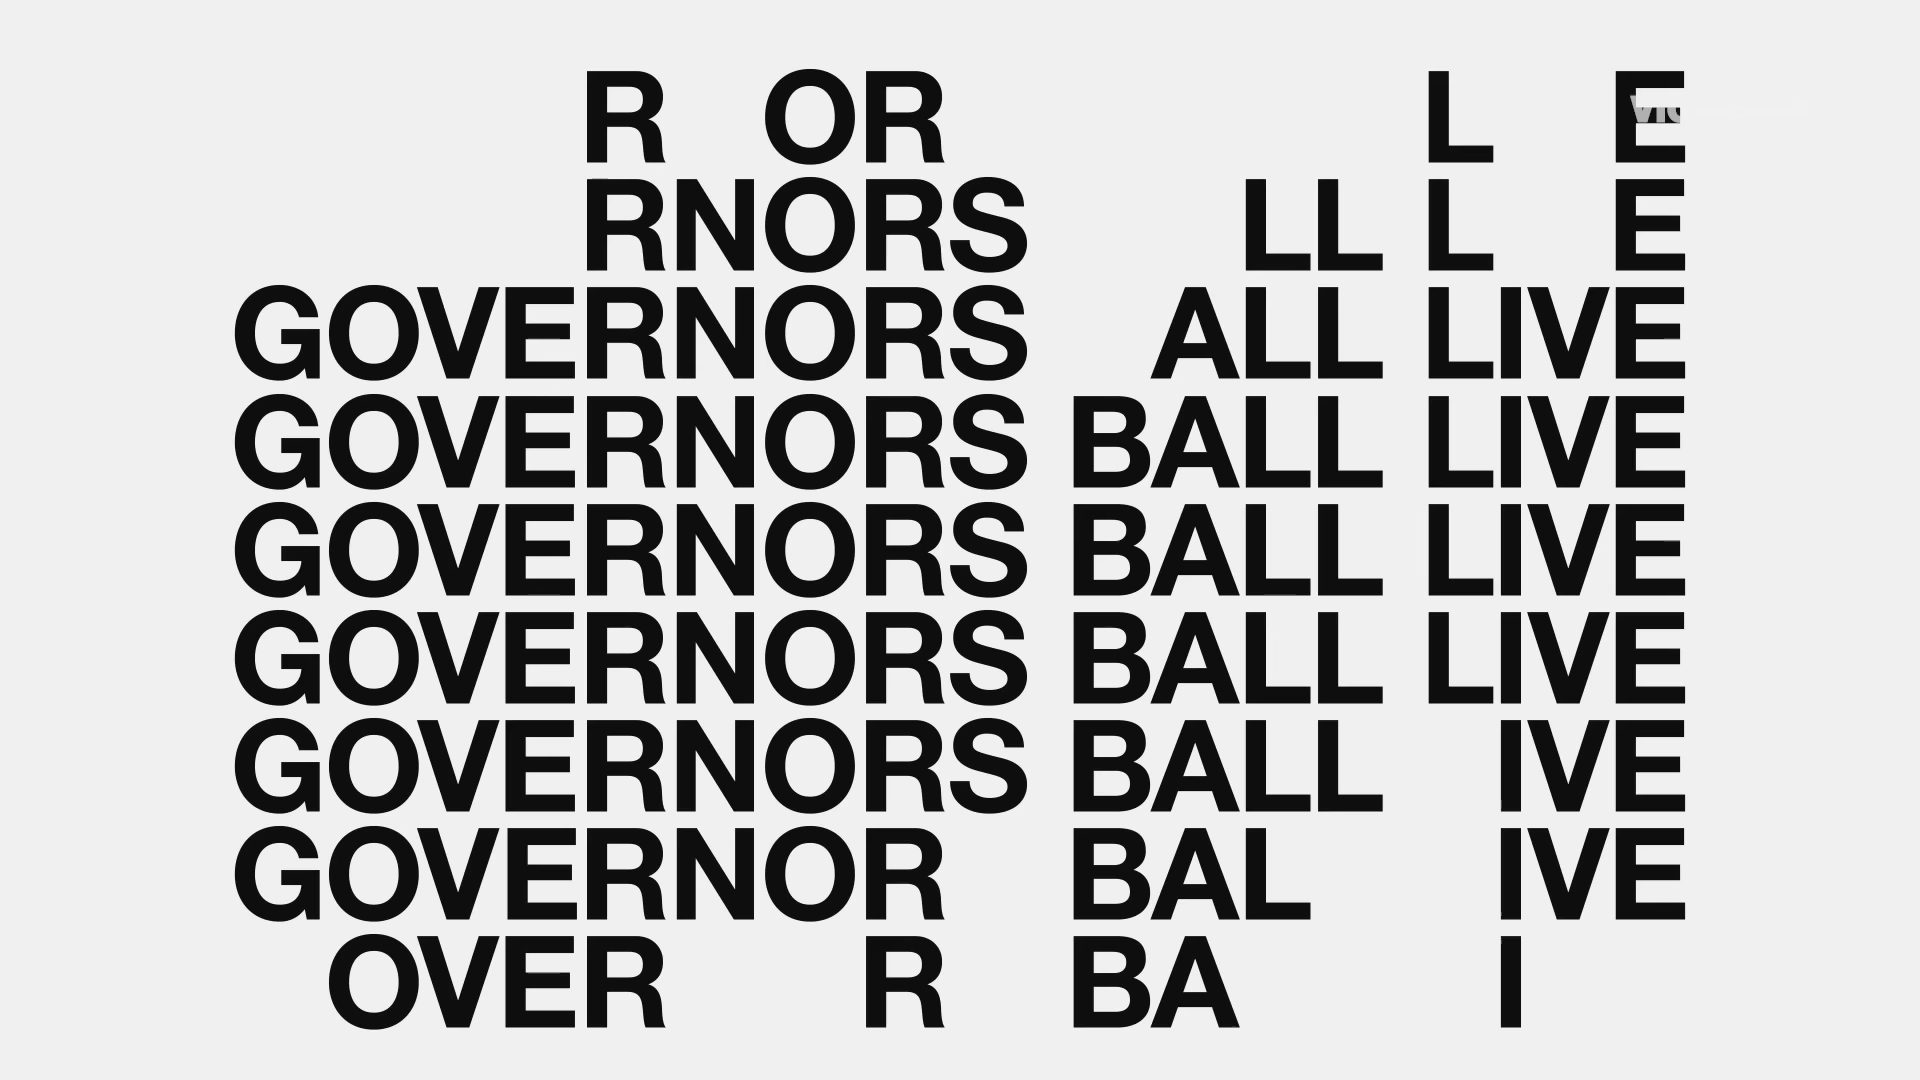 R OR L E
RNORS LL L E
GOVERNORS ALL LIVE
GOVERNORS BALL LIVE
GOVERNORS BALL LIVE
GOVERNORS BALL LIVE
GOVERNORS BALL IVE
GOVERNOR BAL IVE
OVER R BA I